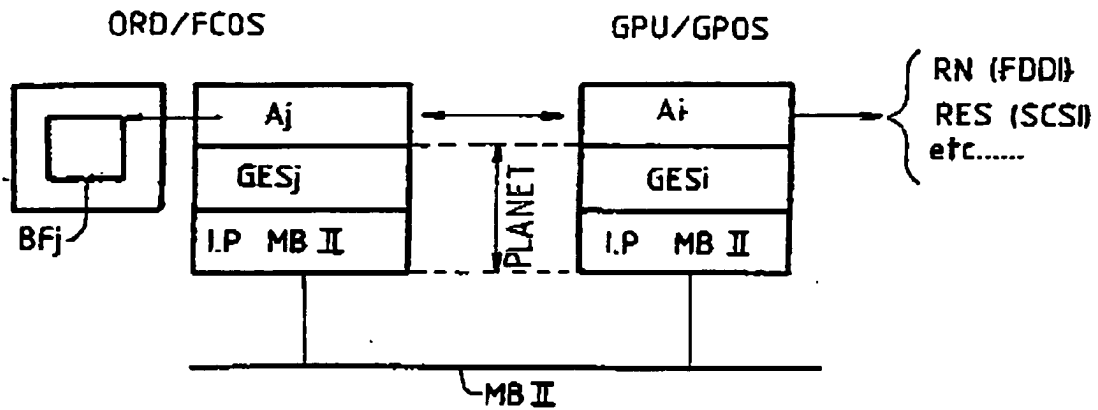 ORD/FCOS
GPU/GPOS
Aj
Ai
RN (FDDI)
RES (SCSI)
etc......
GESj
GESi
PLANET
BFj
I.P MB II
I.P MB II
MB II